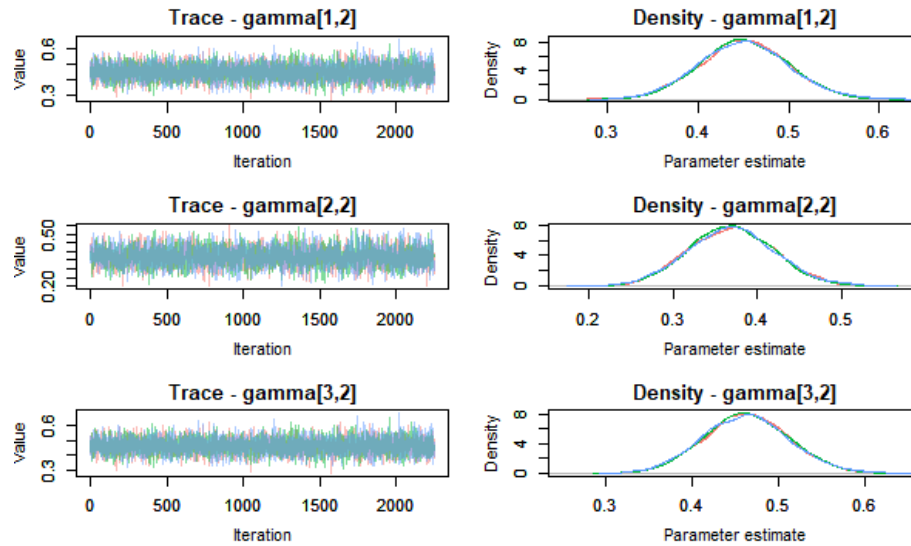 Trace - gamma[1,2]
Value
0.3 0.6
0 500 1000 1500 2000
Iteration
Density - gamma[1,2]
Density
0 4 8
0.3 0.4 0.5 0.6
Parameter estimate
Trace - gamma[2,2]
Value
0.20 0.50
0 500 1000 1500 2000
Iteration
Density - gamma[2,2]
Density
0 4 8
0.2 0.3 0.4 0.5
Parameter estimate
Trace - gamma[3,2]
Value
0.3 0.6
0 500 1000 1500 2000
Iteration
Density - gamma[3,2]
Density
0 4 8
0.3 0.4 0.5 0.6
Parameter estimate